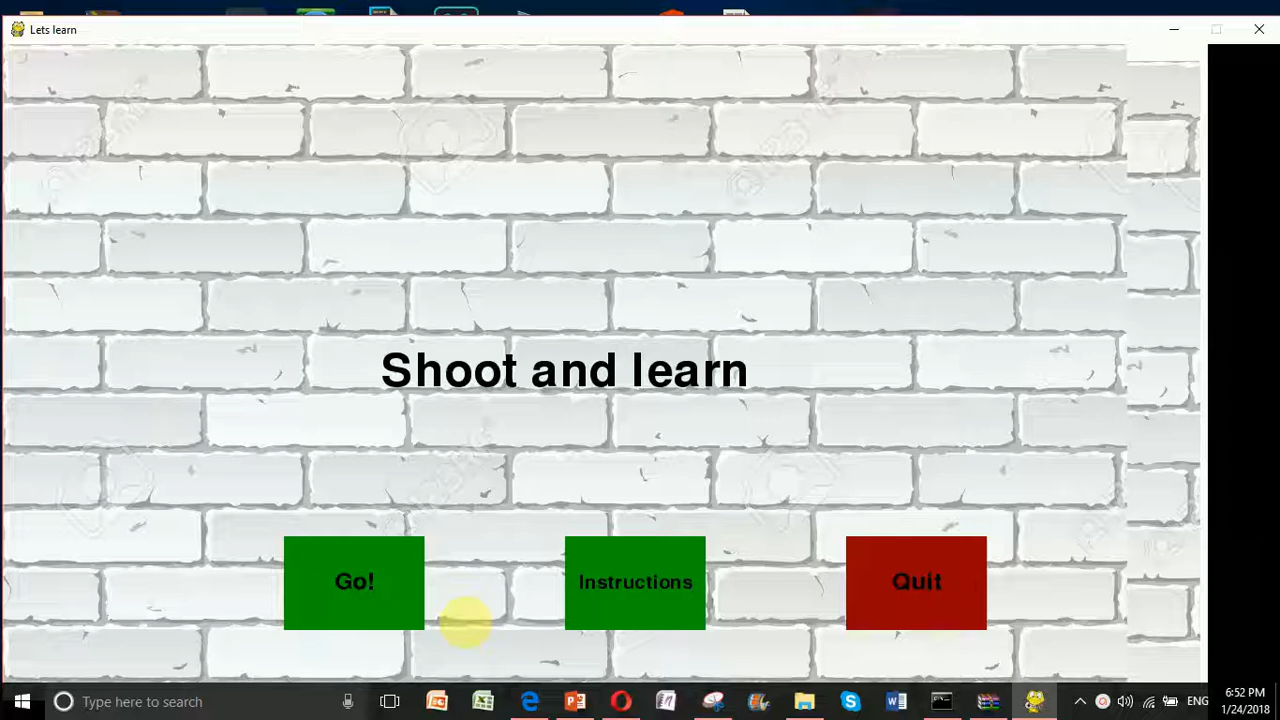 Lets learn
Shoot and learn
Go!
Instructions
Quit
Type here to search
ENG
6:52 PM
1/24/2018